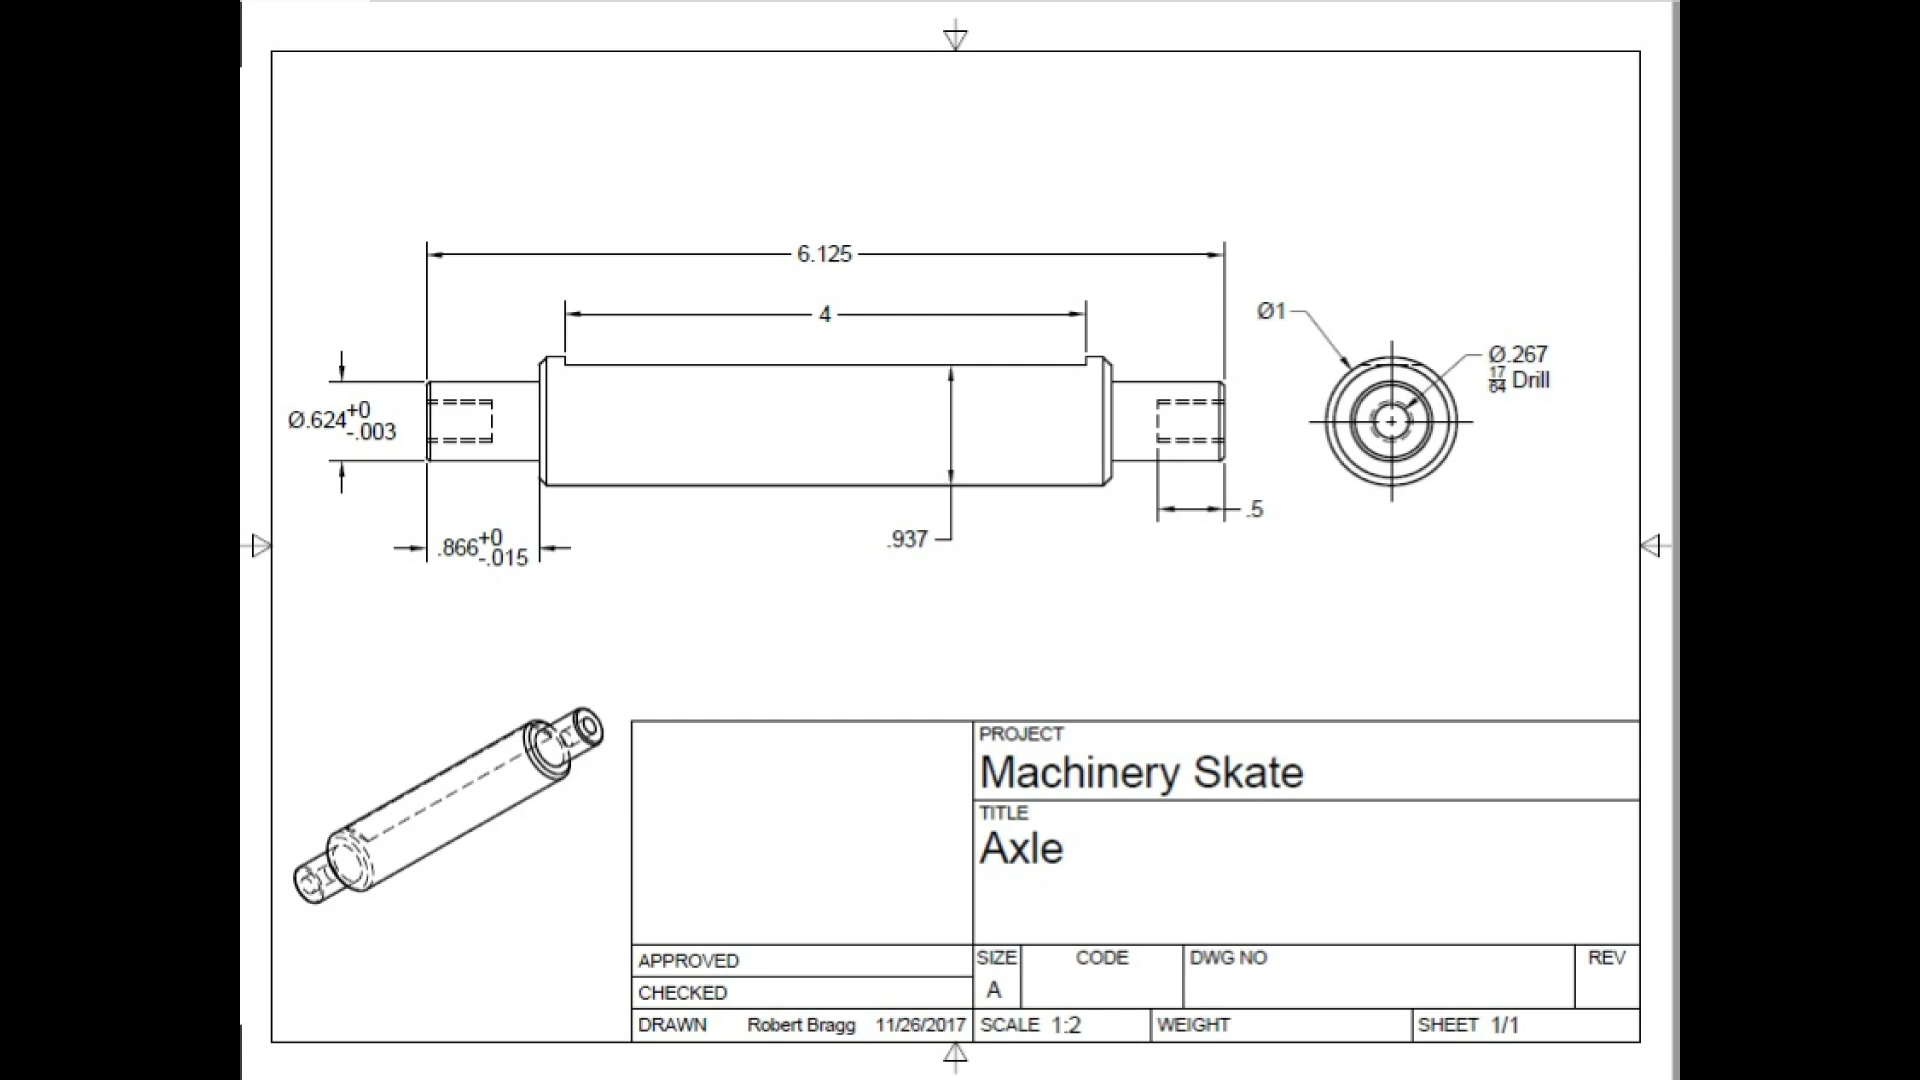 6.125
4
Ø1
Ø.267
17/64 Drill
Ø.624 +0 -.003
.5
.937
.866 +0 -.015
PROJECT
Machinery Skate
TITLE
Axle
APPROVED
CHECKED
DRAWN Robert Bragg 11/26/2017
SIZE
A
CODE
DWG NO
REV
SCALE 1:2
WEIGHT
SHEET 1/1